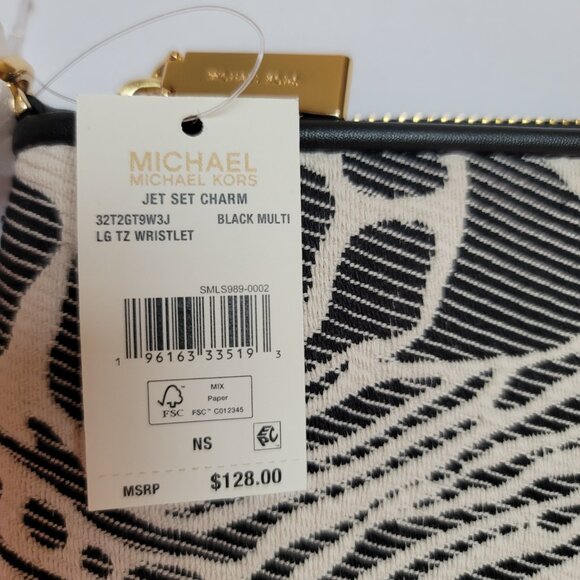 MICHAEL
MICHAEL KORS
JET SET CHARM
32T2GT9W3J BLACK MULTI
LG TZ WRISTLET
SMLS989-0002
1 96163 33519 3
MIX
Paper
FSC FSC™ C012345
NS
MSRP $128.00